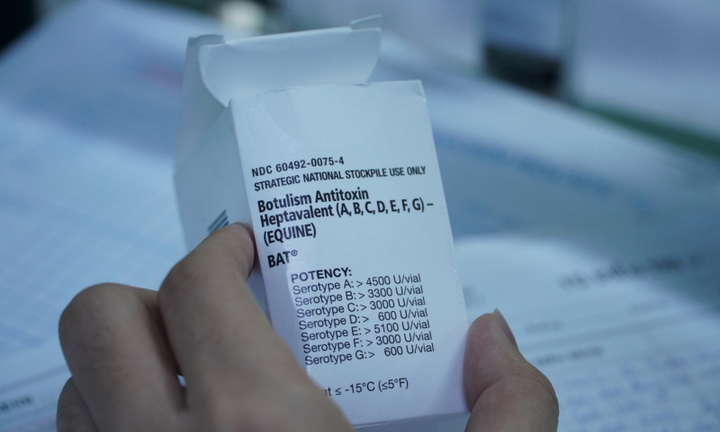 NDC 60492-0075-4
STRATEGIC NATIONAL STOCKPILE USE ONLY
Botulism Antitoxin
Heptavalent (A, B, C, D, E, F, G) –
(EQUINE)
BAT®
POTENCY:
Serotype A: > 4500 U/vial
Serotype B: > 3300 U/vial
Serotype C: > 3000 U/vial
Serotype D: > 600 U/vial
Serotype E: > 5100 U/vial
Serotype F: > 3000 U/vial
Serotype G: > 600 U/vial
≤ -15°C (≤5°F)